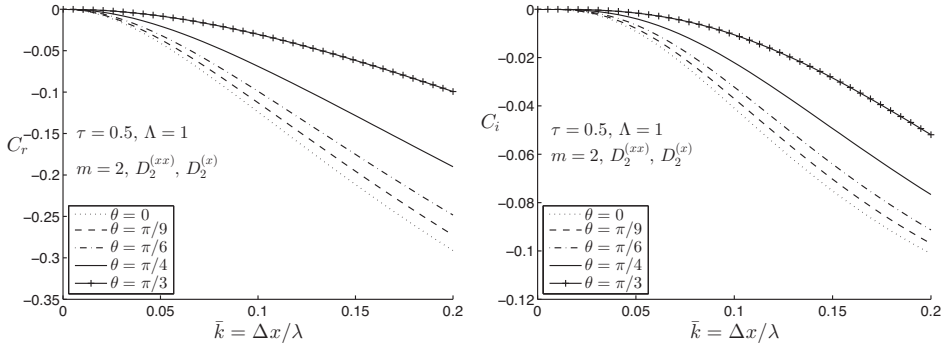 0
−0.05
−0.1
−0.15
−0.2
−0.25
−0.3
−0.35
C_r
τ = 0.5, Λ = 1
m = 2, D_2^{(xx)}, D_2^{(x)}
θ = 0
θ = π/9
θ = π/6
θ = π/4
θ = π/3
0 0.05 0.1 0.15 0.2
k̄ = Δx/λ
0
−0.02
−0.04
−0.06
−0.08
−0.1
−0.12
C_i
τ = 0.5, Λ = 1
m = 2, D_2^{(xx)}, D_2^{(x)}
θ = 0
θ = π/9
θ = π/6
θ = π/4
θ = π/3
0 0.05 0.1 0.15 0.2
k̄ = Δx/λ